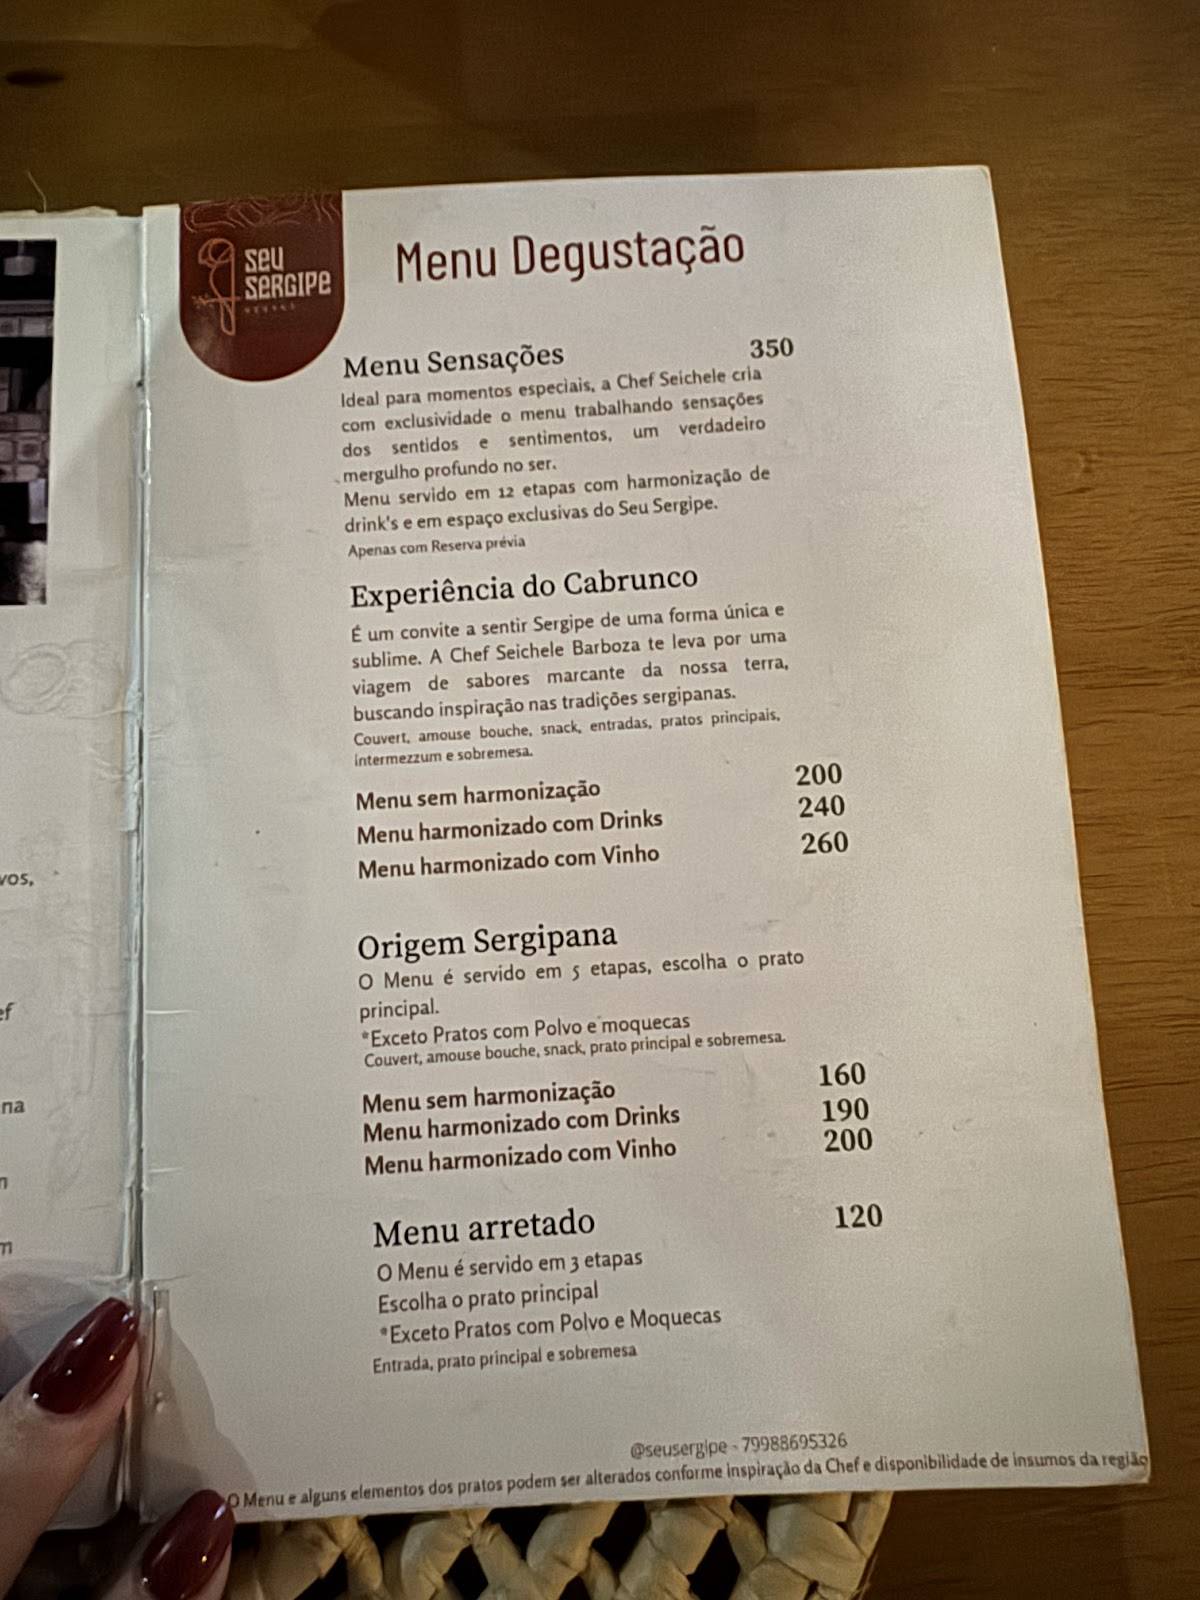 seu
sergipe
Menu Degustação
Menu Sensações 350
Ideal para momentos especiais, a Chef Seichele cria
com exclusividade o menu trabalhando sensações
dos sentidos e sentimentos, um verdadeiro
mergulho profundo no ser.
Menu servido em 12 etapas com harmonização de
drink's e em espaço exclusivas do Seu Sergipe.
Apenas com Reserva prévia
Experiência do Cabrunco
É um convite a sentir Sergipe de uma forma única e
sublime. A Chef Seichele Barboza te leva por uma
viagem de sabores marcante da nossa terra,
buscando inspiração nas tradições sergipanas.
Couvert, amouse bouche, snack, entradas, pratos principais,
intermezzum e sobremesa.
Menu sem harmonização 200
Menu harmonizado com Drinks 240
Menu harmonizado com Vinho 260
Origem Sergipana
O Menu é servido em 5 etapas, escolha o prato
principal.
*Exceto Pratos com Polvo e moquecas
Couvert, amouse bouche, snack, prato principal e sobremesa.
Menu sem harmonização 160
Menu harmonizado com Drinks 190
Menu harmonizado com Vinho 200
Menu arretado 120
O Menu é servido em 3 etapas
Escolha o prato principal
*Exceto Pratos com Polvo e Moquecas
Entrada, prato principal e sobremesa
@seusergipe - 79988695326
O Menu e alguns elementos dos pratos podem ser alterados conforme inspiração da Chef e disponibilidade de insumos da região